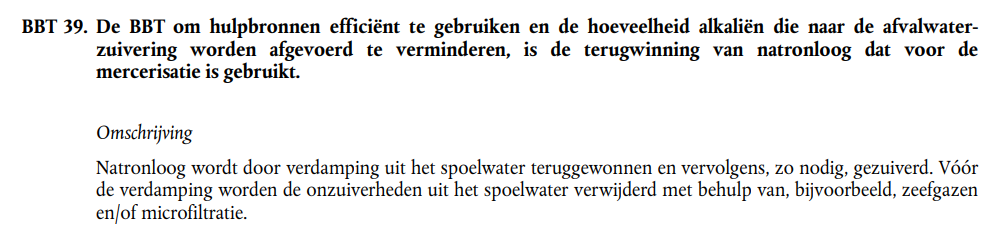 BBT 39. De BBT om hulpbronnen efficiënt te gebruiken en de hoeveelheid alkaliën die naar de afvalwater-
zuivering worden afgevoerd te verminderen, is de terugwinning van natronloog dat voor de
mercerisatie is gebruikt.
Omschrijving
Natronloog wordt door verdamping uit het spoelwater teruggewonnen en vervolgens, zo nodig, gezuiverd. Vóór
de verdamping worden de onzuiverheden uit het spoelwater verwijderd met behulp van, bijvoorbeeld, zeefgazen
en/of microfiltratie.